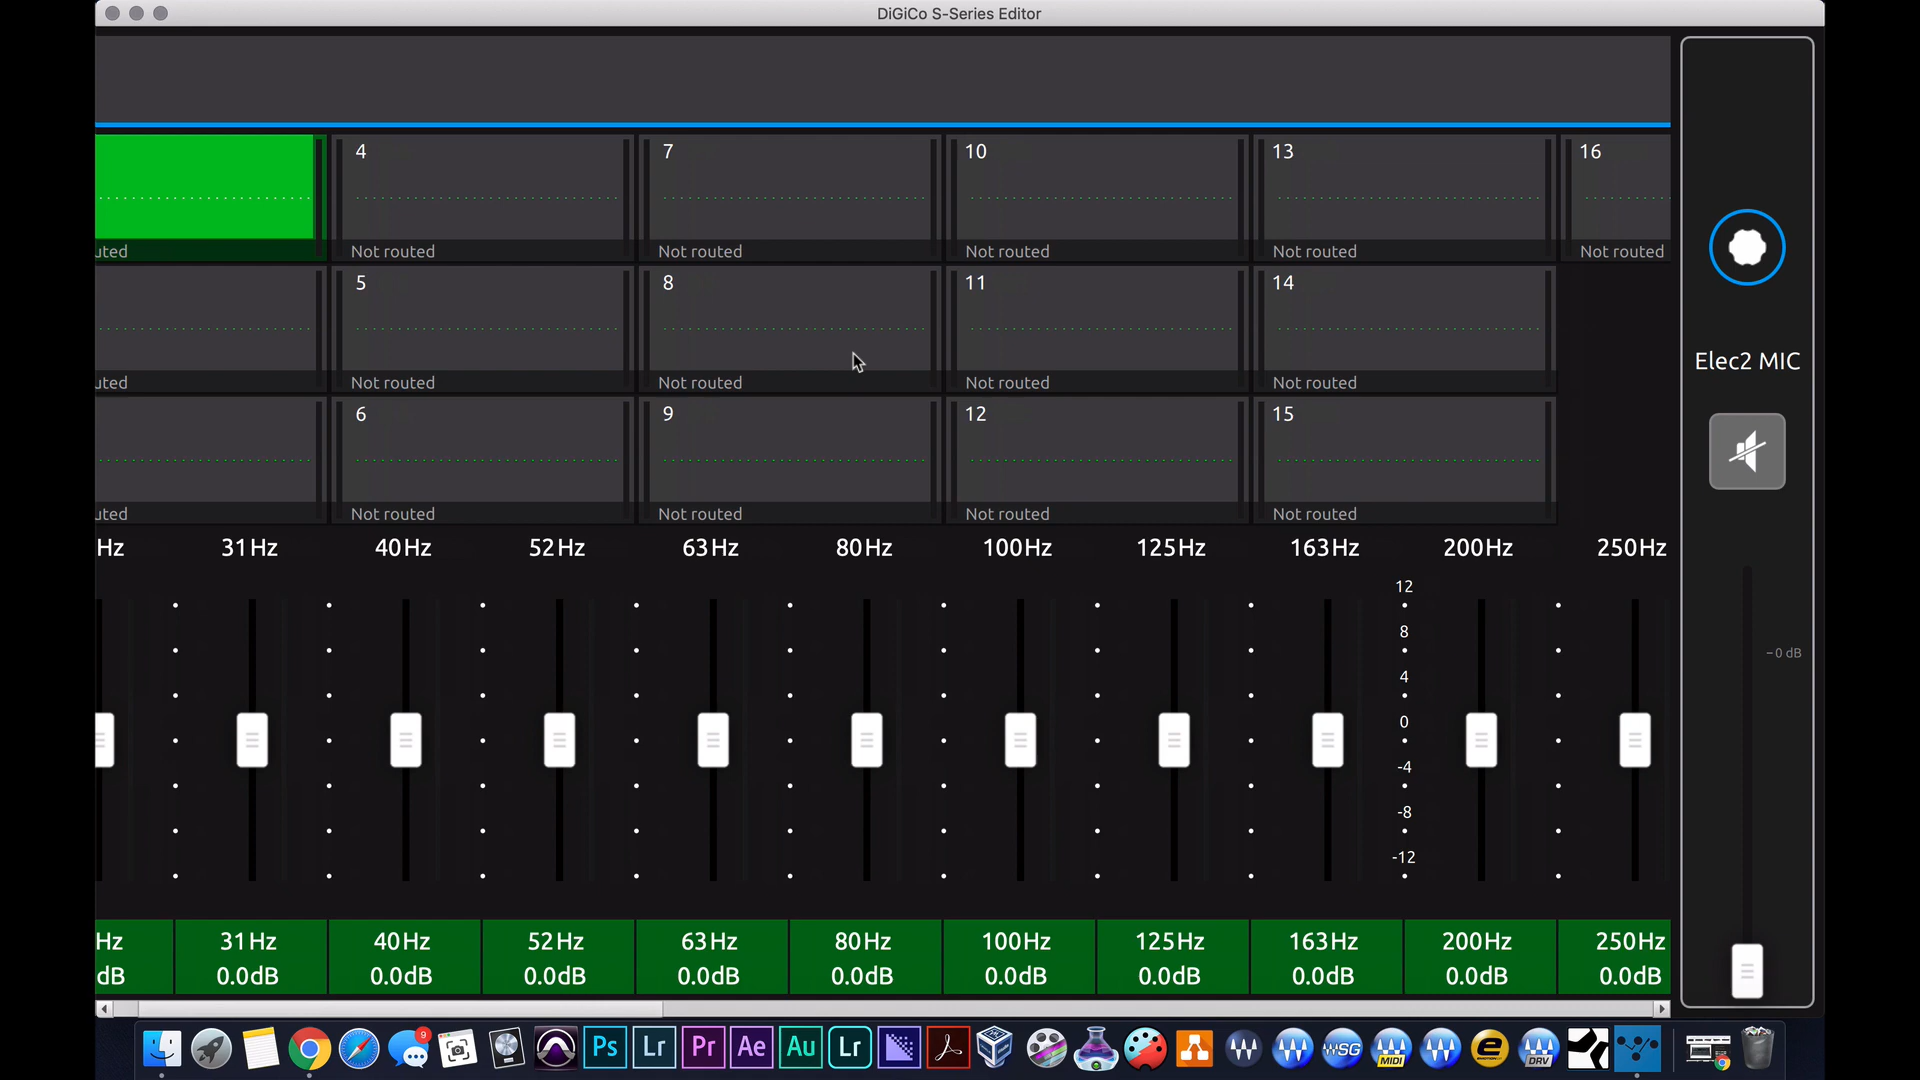 DiGiCo S-Series Editor
4 7 10 13 16
uted Not routed Not routed Not routed Not routed Not routed
5 8 11 14
uted Not routed Not routed Not routed Not routed
6 9 12 15
uted Not routed Not routed Not routed Not routed
Hz 31Hz 40Hz 52Hz 63Hz 80Hz 100Hz 125Hz 163Hz 200Hz 250Hz
12
8
4
0
-4
-8
-12
Hz 31Hz 40Hz 52Hz 63Hz 80Hz 100Hz 125Hz 163Hz 200Hz 250Hz
dB 0.0dB 0.0dB 0.0dB 0.0dB 0.0dB 0.0dB 0.0dB 0.0dB 0.0dB 0.0dB
Elec2 MIC
-0 dB
9
Ps Lr Pr Ae Au Lr WSG MIDI e DRV